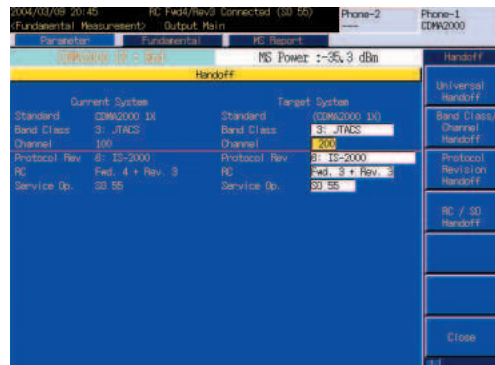 2004/03/09 20:45 RC Fwd4/Rev3 Connected (SO 55) Phone-2 Phone-1
<Fundamental Measurement> Output Main ---- CDMA2000
Parameter Fundamental MS Report
MS Power :-35.3 dBm Handoff
Handoff
Universal Handoff
Current System Target System
Standard CDMA2000 1X Standard (CDMA2000 1X)
Band Class/ Channel Handoff
Band Class 3: JTACS Band Class 3: JTACS
Channel 100 Channel 200
Protocol Rev 6: IS-2000 Protocol Rev 6: IS-2000
Protocol Revision Handoff
RC Fwd. 4 + Rev. 3 RC Fwd. 3 + Rev. 3
Service Op. SO 55 Service Op. SO 55
RC / SO Handoff
Close